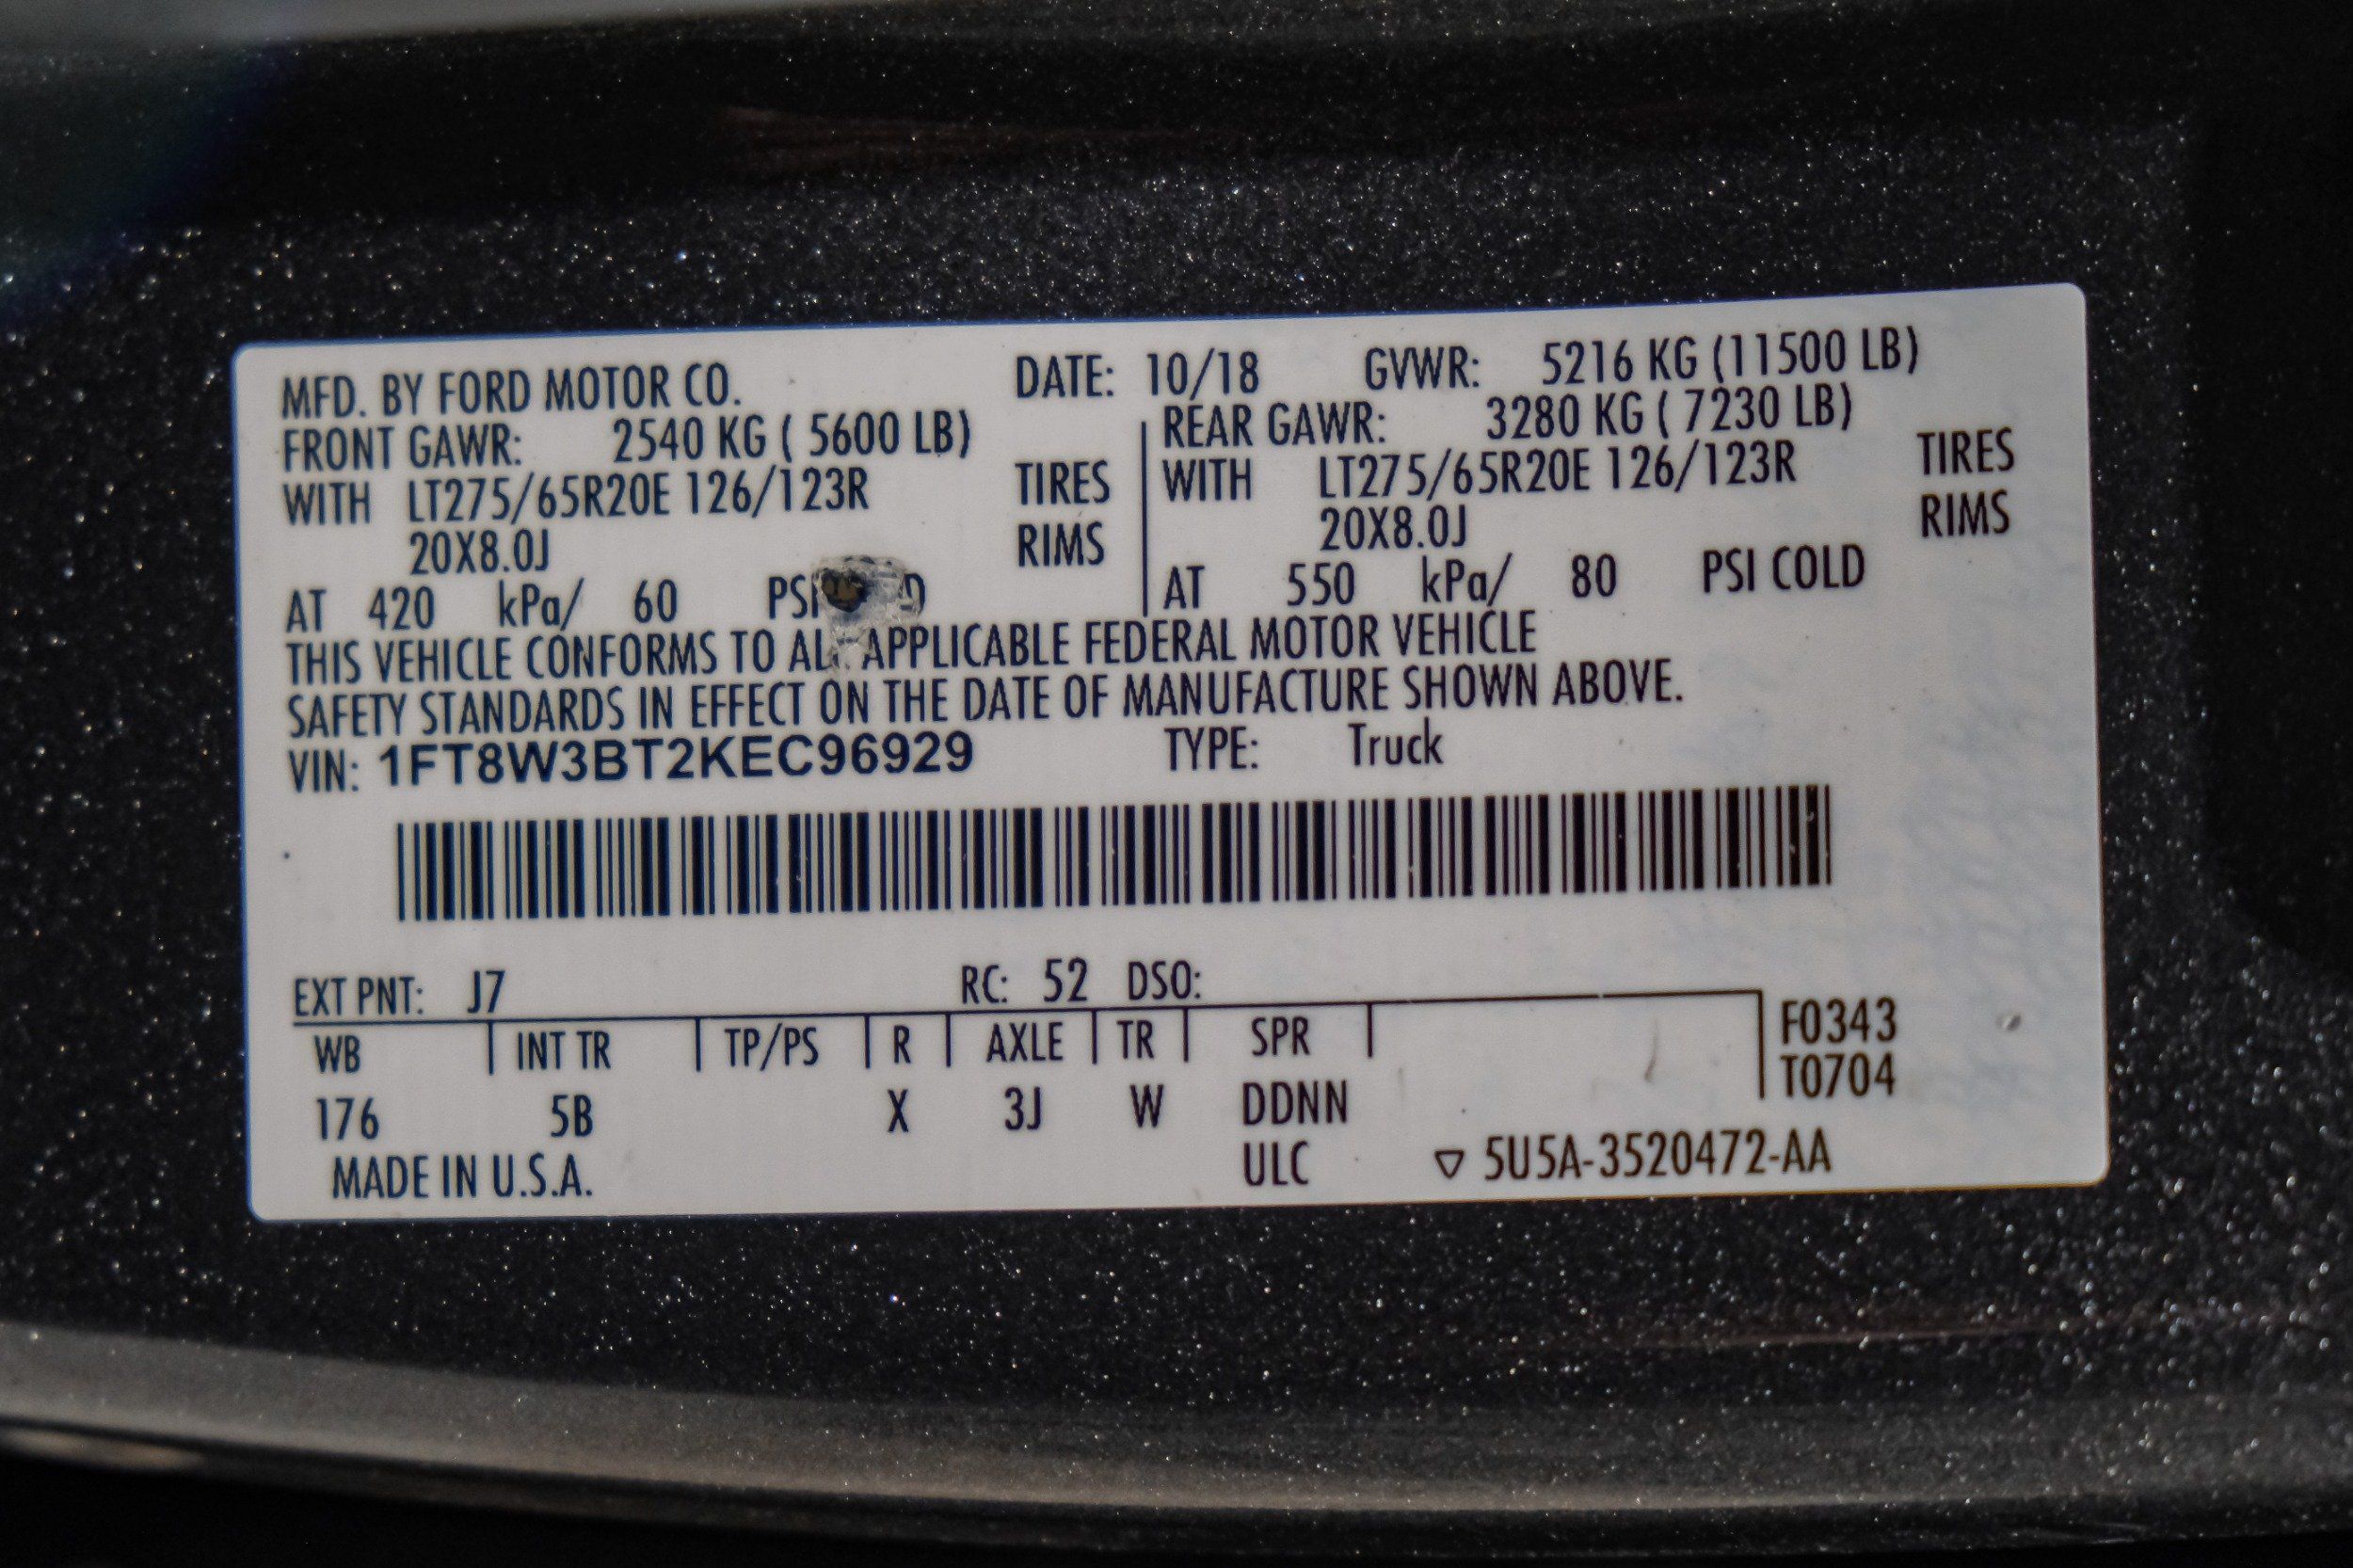 MFD. BY FORD MOTOR CO. DATE: 10/18 GVWR: 5216 KG (11500 LB)
FRONT GAWR: 2540 KG ( 5600 LB) REAR GAWR: 3280 KG ( 7230 LB)
WITH LT275/65R20E 126/123R TIRES WITH LT275/65R20E 126/123R TIRES
20X8.0J RIMS 20X8.0J RIMS
AT 420 kPa/ 60 PSI AT 550 kPa/ 80 PSI COLD
THIS VEHICLE CONFORMS TO ALL APPLICABLE FEDERAL MOTOR VEHICLE
SAFETY STANDARDS IN EFFECT ON THE DATE OF MANUFACTURE SHOWN ABOVE.
VIN: 1FT8W3BT2KEC96929 TYPE: Truck
EXT PNT: J7 RC: 52 DSO:
WB INT TR TP/PS R AXLE TR SPR F0343
T0704
176 5B X 3J W DDNN
MADE IN U.S.A. ULC ▽ 5U5A-3520472-AA